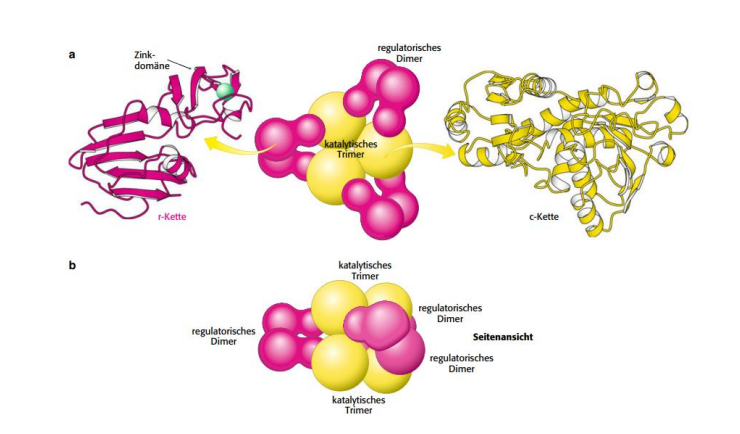 a
Zink-
domäne
regulatorisches
Dimer
katalytisches
Trimer
r-Kette
c-Kette
b
katalytisches
Trimer
regulatorisches
Dimer
regulatorisches
Dimer
Seitenansicht
regulatorisches
Dimer
katalytisches
Trimer